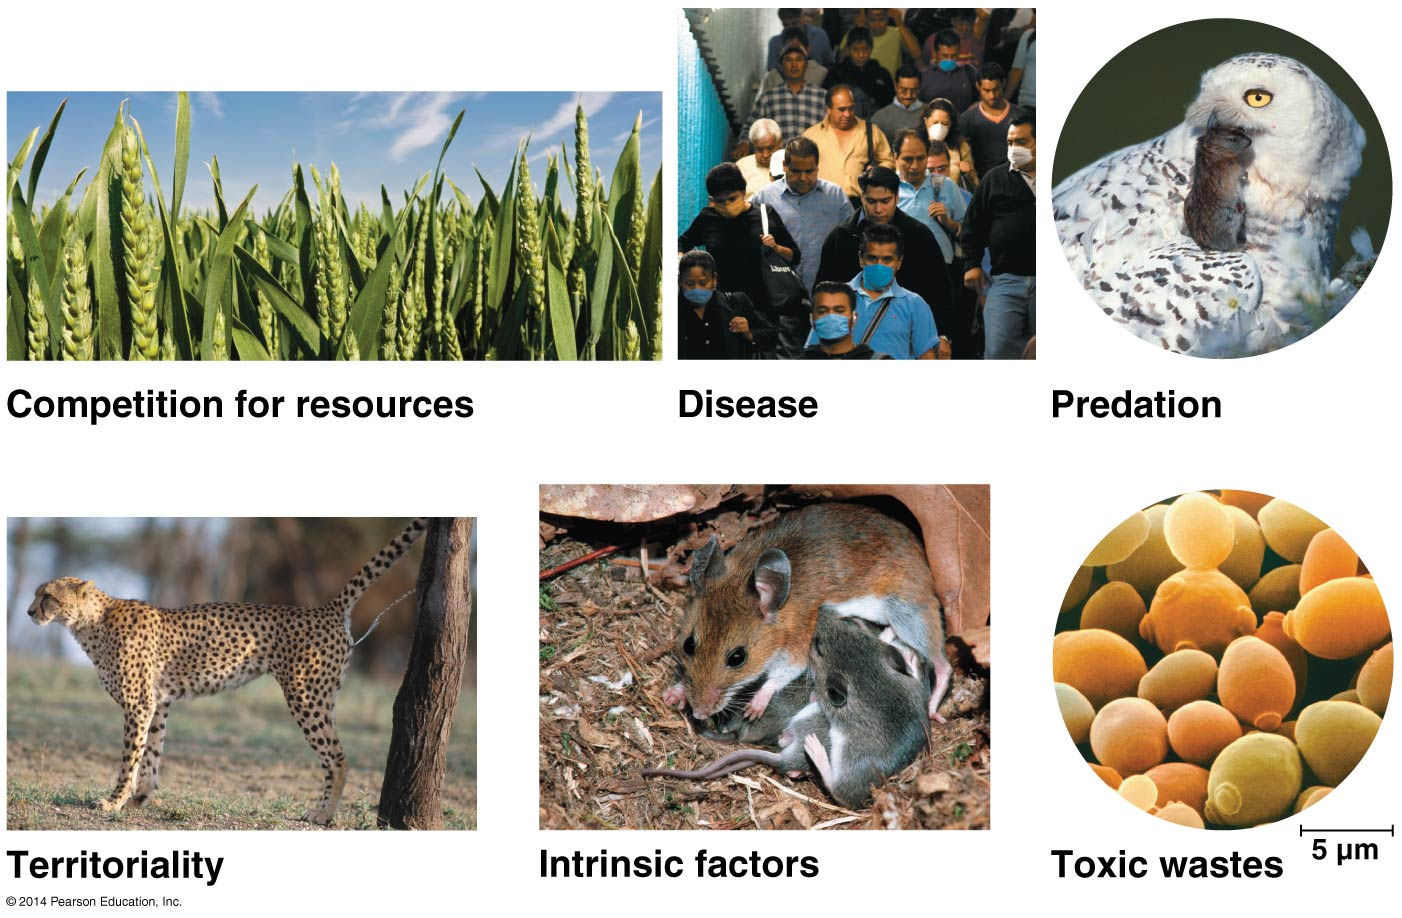 Competition for resources
Disease
Predation
Territoriality
Intrinsic factors
Toxic wastes
5 µm
© 2014 Pearson Education, Inc.